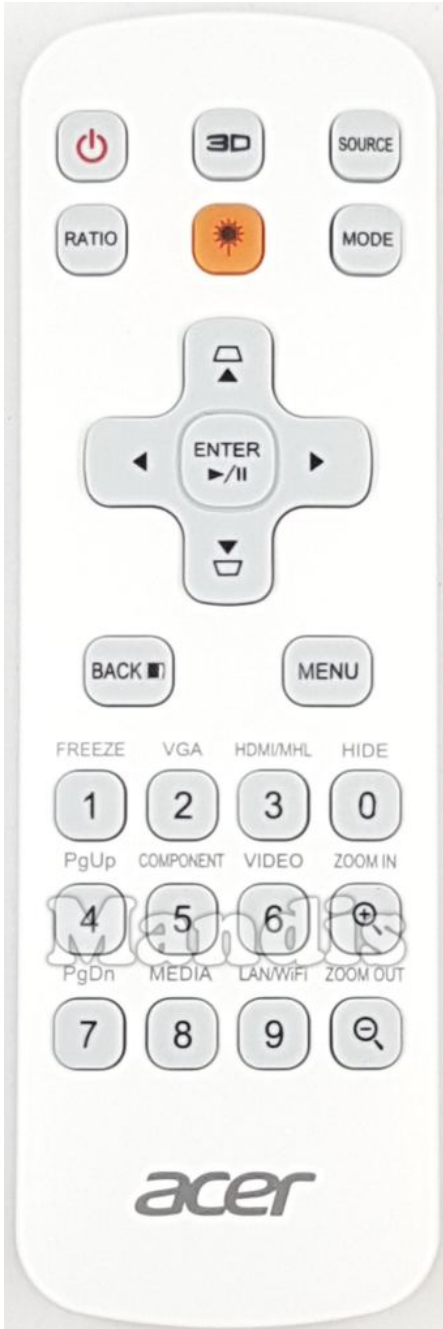 3D SOURCE
RATIO MODE
ENTER
BACK MENU
FREEZE VGA HDMI/MHL HIDE
1 2 3 0
PgUp COMPONENT VIDEO ZOOM IN
4 5 6
Mandis
PgDn MEDIA LAN/WiFi ZOOM OUT
7 8 9
acer